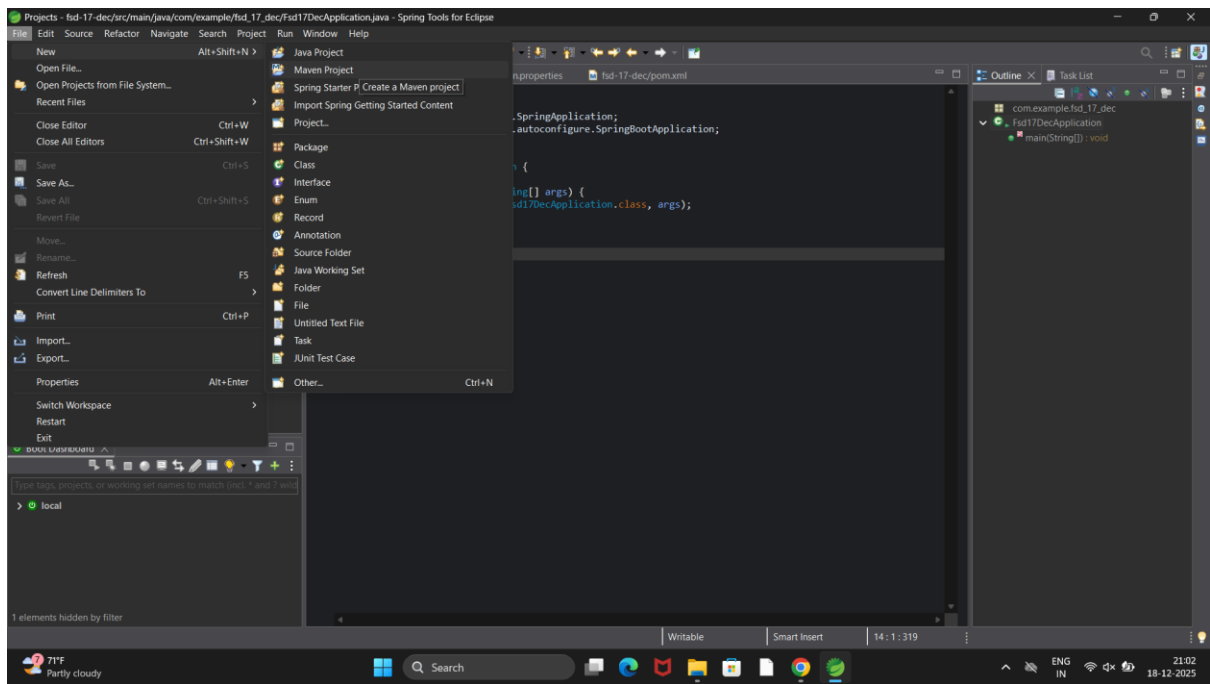 Projects - fsd-17-dec/src/main/java/com/example/fsd_17_dec/Fsd17DecApplication.java - Spring Tools for Eclipse
File Edit Source Refactor Navigate Search Project Run Window Help
New Alt+Shift+N >
Open File...
Open Projects from File System...
Recent Files >
Close Editor Ctrl+W
Close All Editors Ctrl+Shift+W
Save Ctrl+S
Save As...
Save All Ctrl+Shift+S
Revert File
Move...
Rename...
Refresh F5
Convert Line Delimiters To >
Print Ctrl+P
Import...
Export...
Properties Alt+Enter
Switch Workspace >
Restart
Exit
Java Project
Maven Project
Spring Starter P
Create a Maven project
Import Spring Getting Started Content
Project...
Package
Class
Interface
Enum
Record
Annotation
Source Folder
Java Working Set
Folder
File
Untitled Text File
Task
JUnit Test Case
Other... Ctrl+N
n.properties fsd-17-dec/pom.xml
.SpringApplication;
.autoconfigure.SpringBootApplication;
{
ing[] args) {
sd17DecApplication.class, args);
Outline Task List
com.example.fsd_17_dec
Fsd17DecApplication
main(String[]) : void
Boot Dashboard
Type tags, projects, or working set names to match (incl. * and ? wild
local
1 elements hidden by filter
Writable Smart Insert 14 : 1 : 319
7
71°F
Partly cloudy
Search
ENG
IN
21:02
18-12-2025